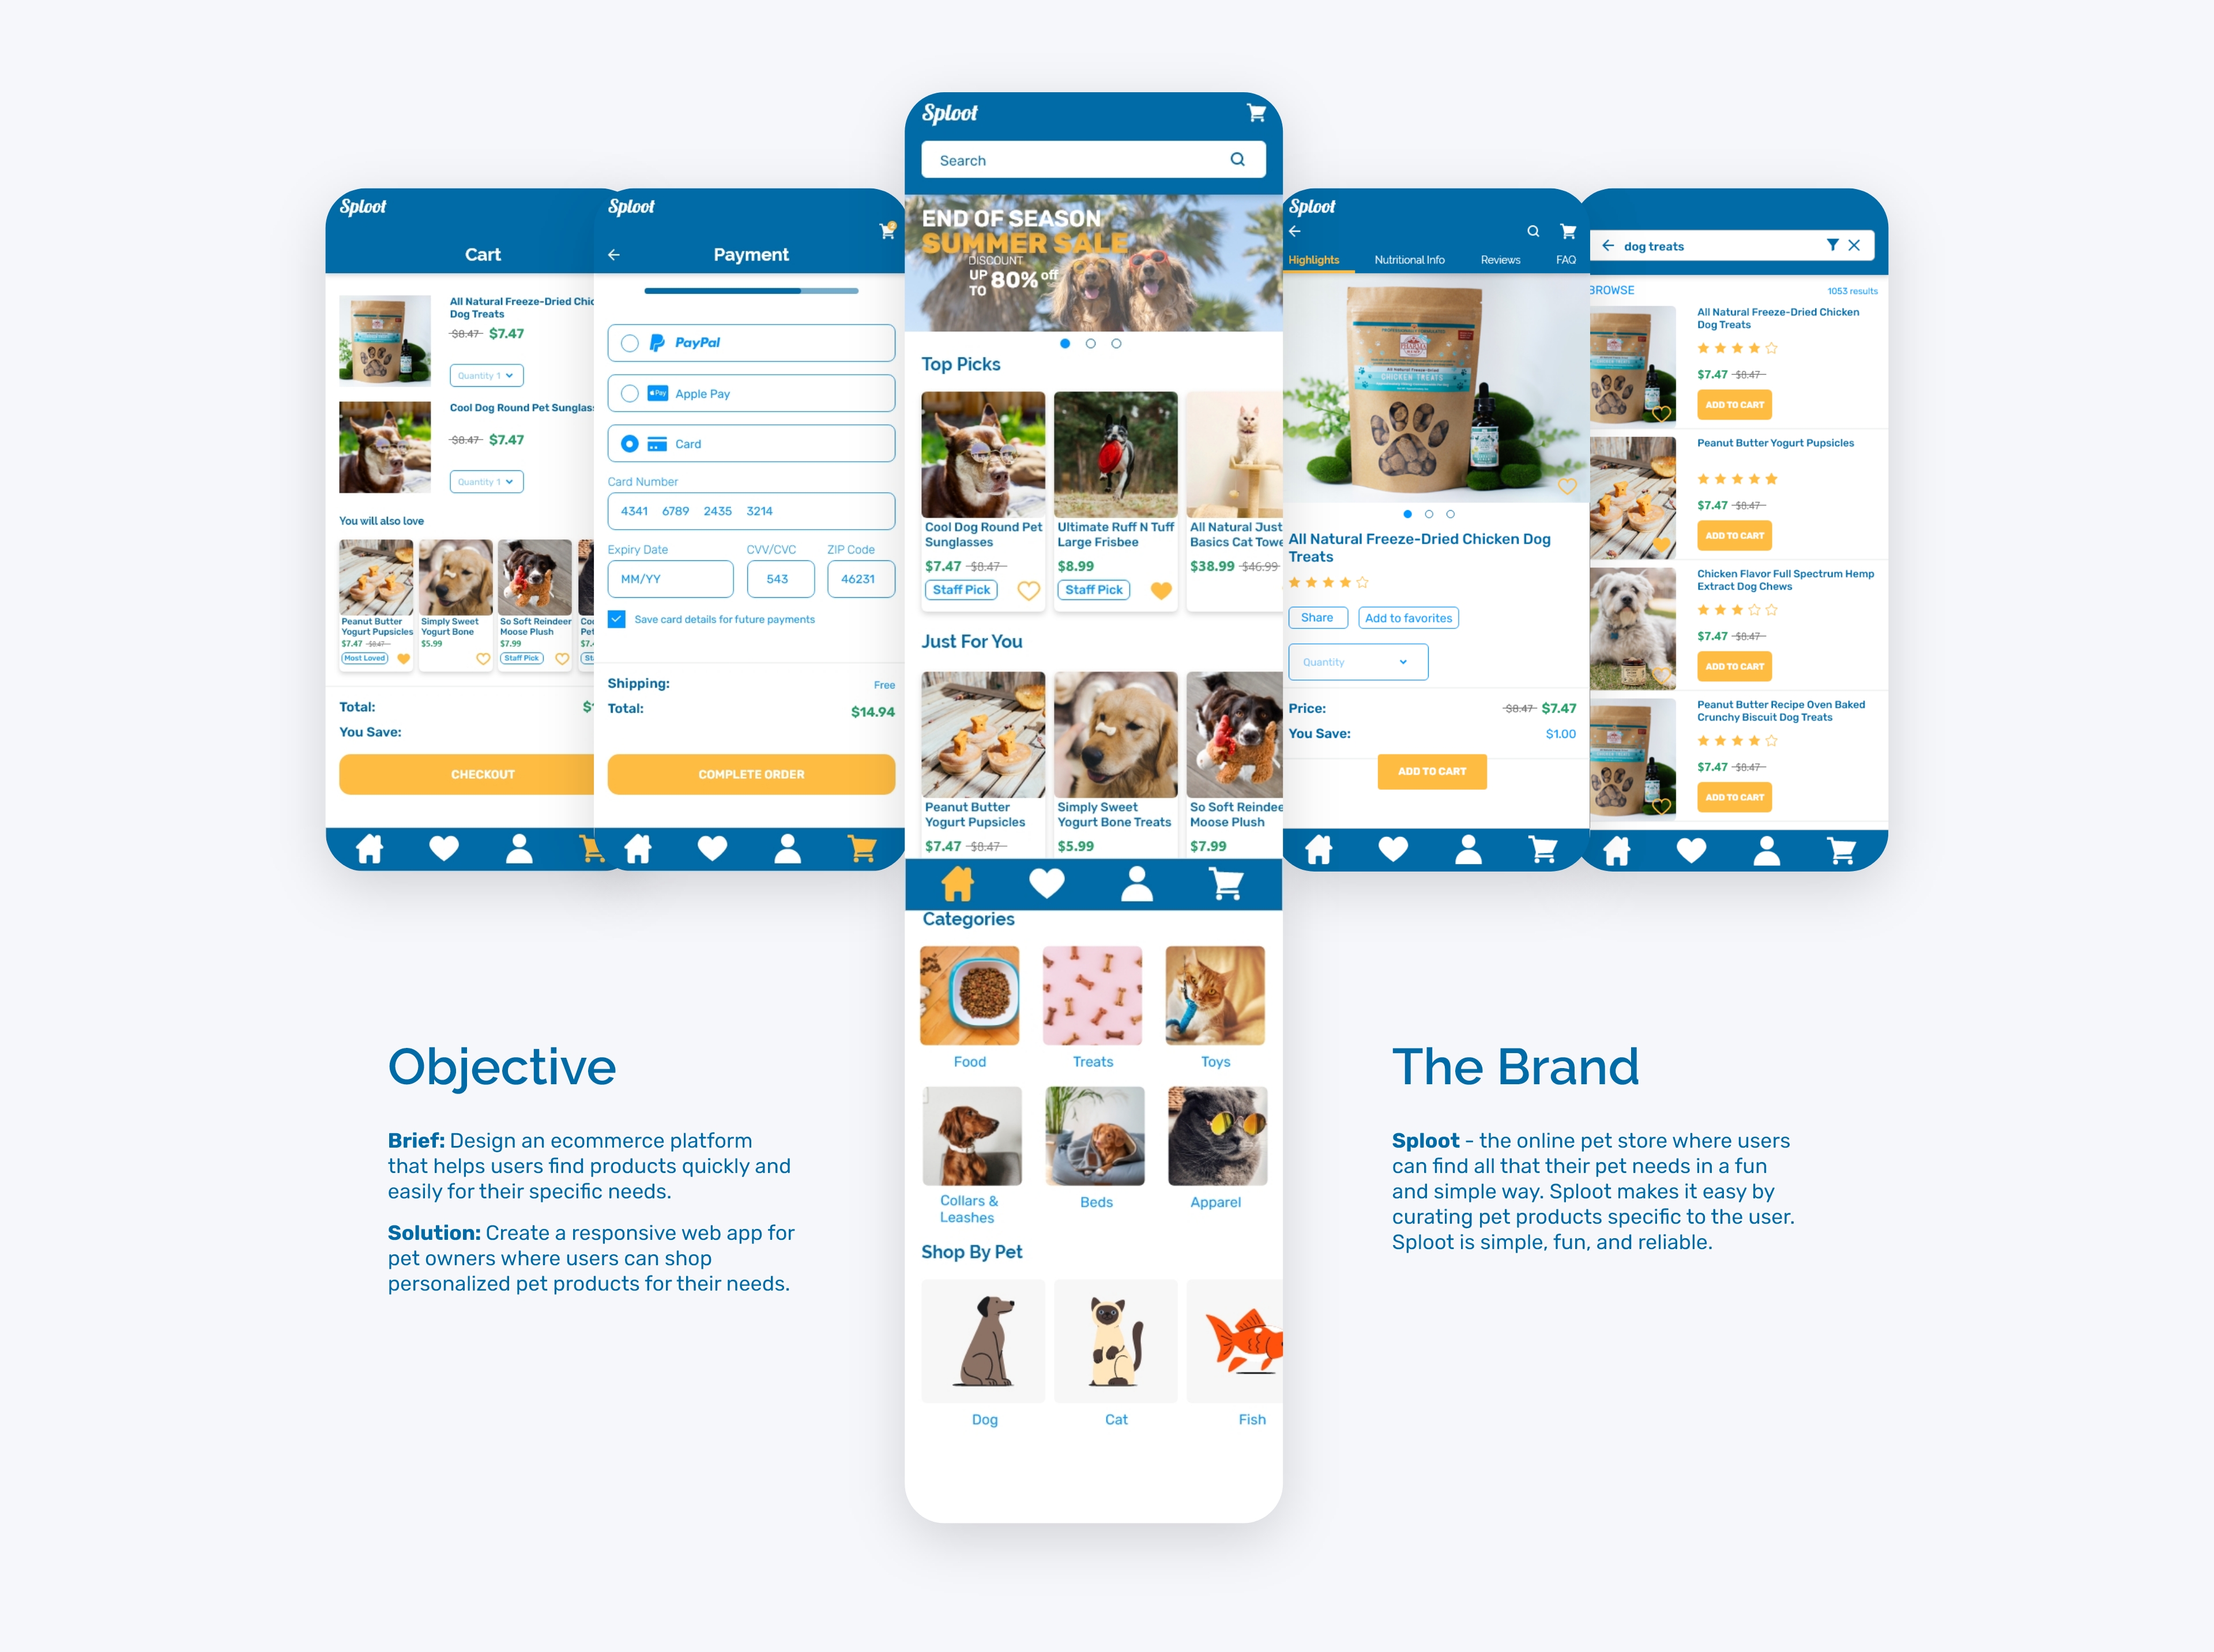 Sploot
Cart
All Natural Freeze-Dried Chic
Dog Treats
$8.47 $7.47
Quantity 1
Cool Dog Round Pet Sunglas
$8.47 $7.47
Quantity 1
You will also love
Peanut Butter
Yogurt Pupsicles
$7.47 $8.47
Most Loved
Simply Sweet
Yogurt Bone
$5.99
So Soft Reindeer
Moose Plush
$7.99
Staff Pick
Total:
You Save:
CHECKOUT
Sploot
Payment
PayPal
Pay Apple Pay
Card
Card Number
4341 6789 2435 3214
Expiry Date CVV/CVC ZIP Code
MM/YY 543 46231
Save card details for future payments
Shipping: Free
Total: $14.94
COMPLETE ORDER
Sploot
Search
END OF SEASON
SUMMER SALE
DISCOUNT
UP TO 80% off
Top Picks
Cool Dog Round Pet
Sunglasses
$7.47 $8.47
Staff Pick
Ultimate Ruff N Tuff
Large Frisbee
$8.99
Staff Pick
All Natural Just
Basics Cat Towe
$38.99 $46.99
Just For You
Peanut Butter
Yogurt Pupsicles
$7.47 $8.47
Simply Sweet
Yogurt Bone Treats
$5.99
So Soft Reindee
Moose Plush
$7.99
Categories
Food Treats Toys
Collars &
Leashes
Beds Apparel
Shop By Pet
Dog Cat Fish
Sploot
Highlights Nutritional Info Reviews FAQ
All Natural Freeze-Dried
CHICKEN TREATS
All Natural Freeze-Dried Chicken Dog
Treats
Share Add to favorites
Quantity
Price: $8.47 $7.47
You Save: $1.00
ADD TO CART
dog treats
BROWSE 1053 results
All Natural Freeze-Dried Chicken
Dog Treats
$7.47 $8.47
ADD TO CART
Peanut Butter Yogurt Pupsicles
$7.47 $8.47
ADD TO CART
Chicken Flavor Full Spectrum Hemp
Extract Dog Chews
$7.47 $8.47
ADD TO CART
Peanut Butter Recipe Oven Baked
Crunchy Biscuit Dog Treats
$7.47 $8.47
ADD TO CART
Objective
Brief: Design an ecommerce platform
that helps users find products quickly and
easily for their specific needs.
Solution: Create a responsive web app for
pet owners where users can shop
personalized pet products for their needs.
The Brand
Sploot - the online pet store where users
can find all that their pet needs in a fun
and simple way. Sploot makes it easy by
curating pet products specific to the user.
Sploot is simple, fun, and reliable.